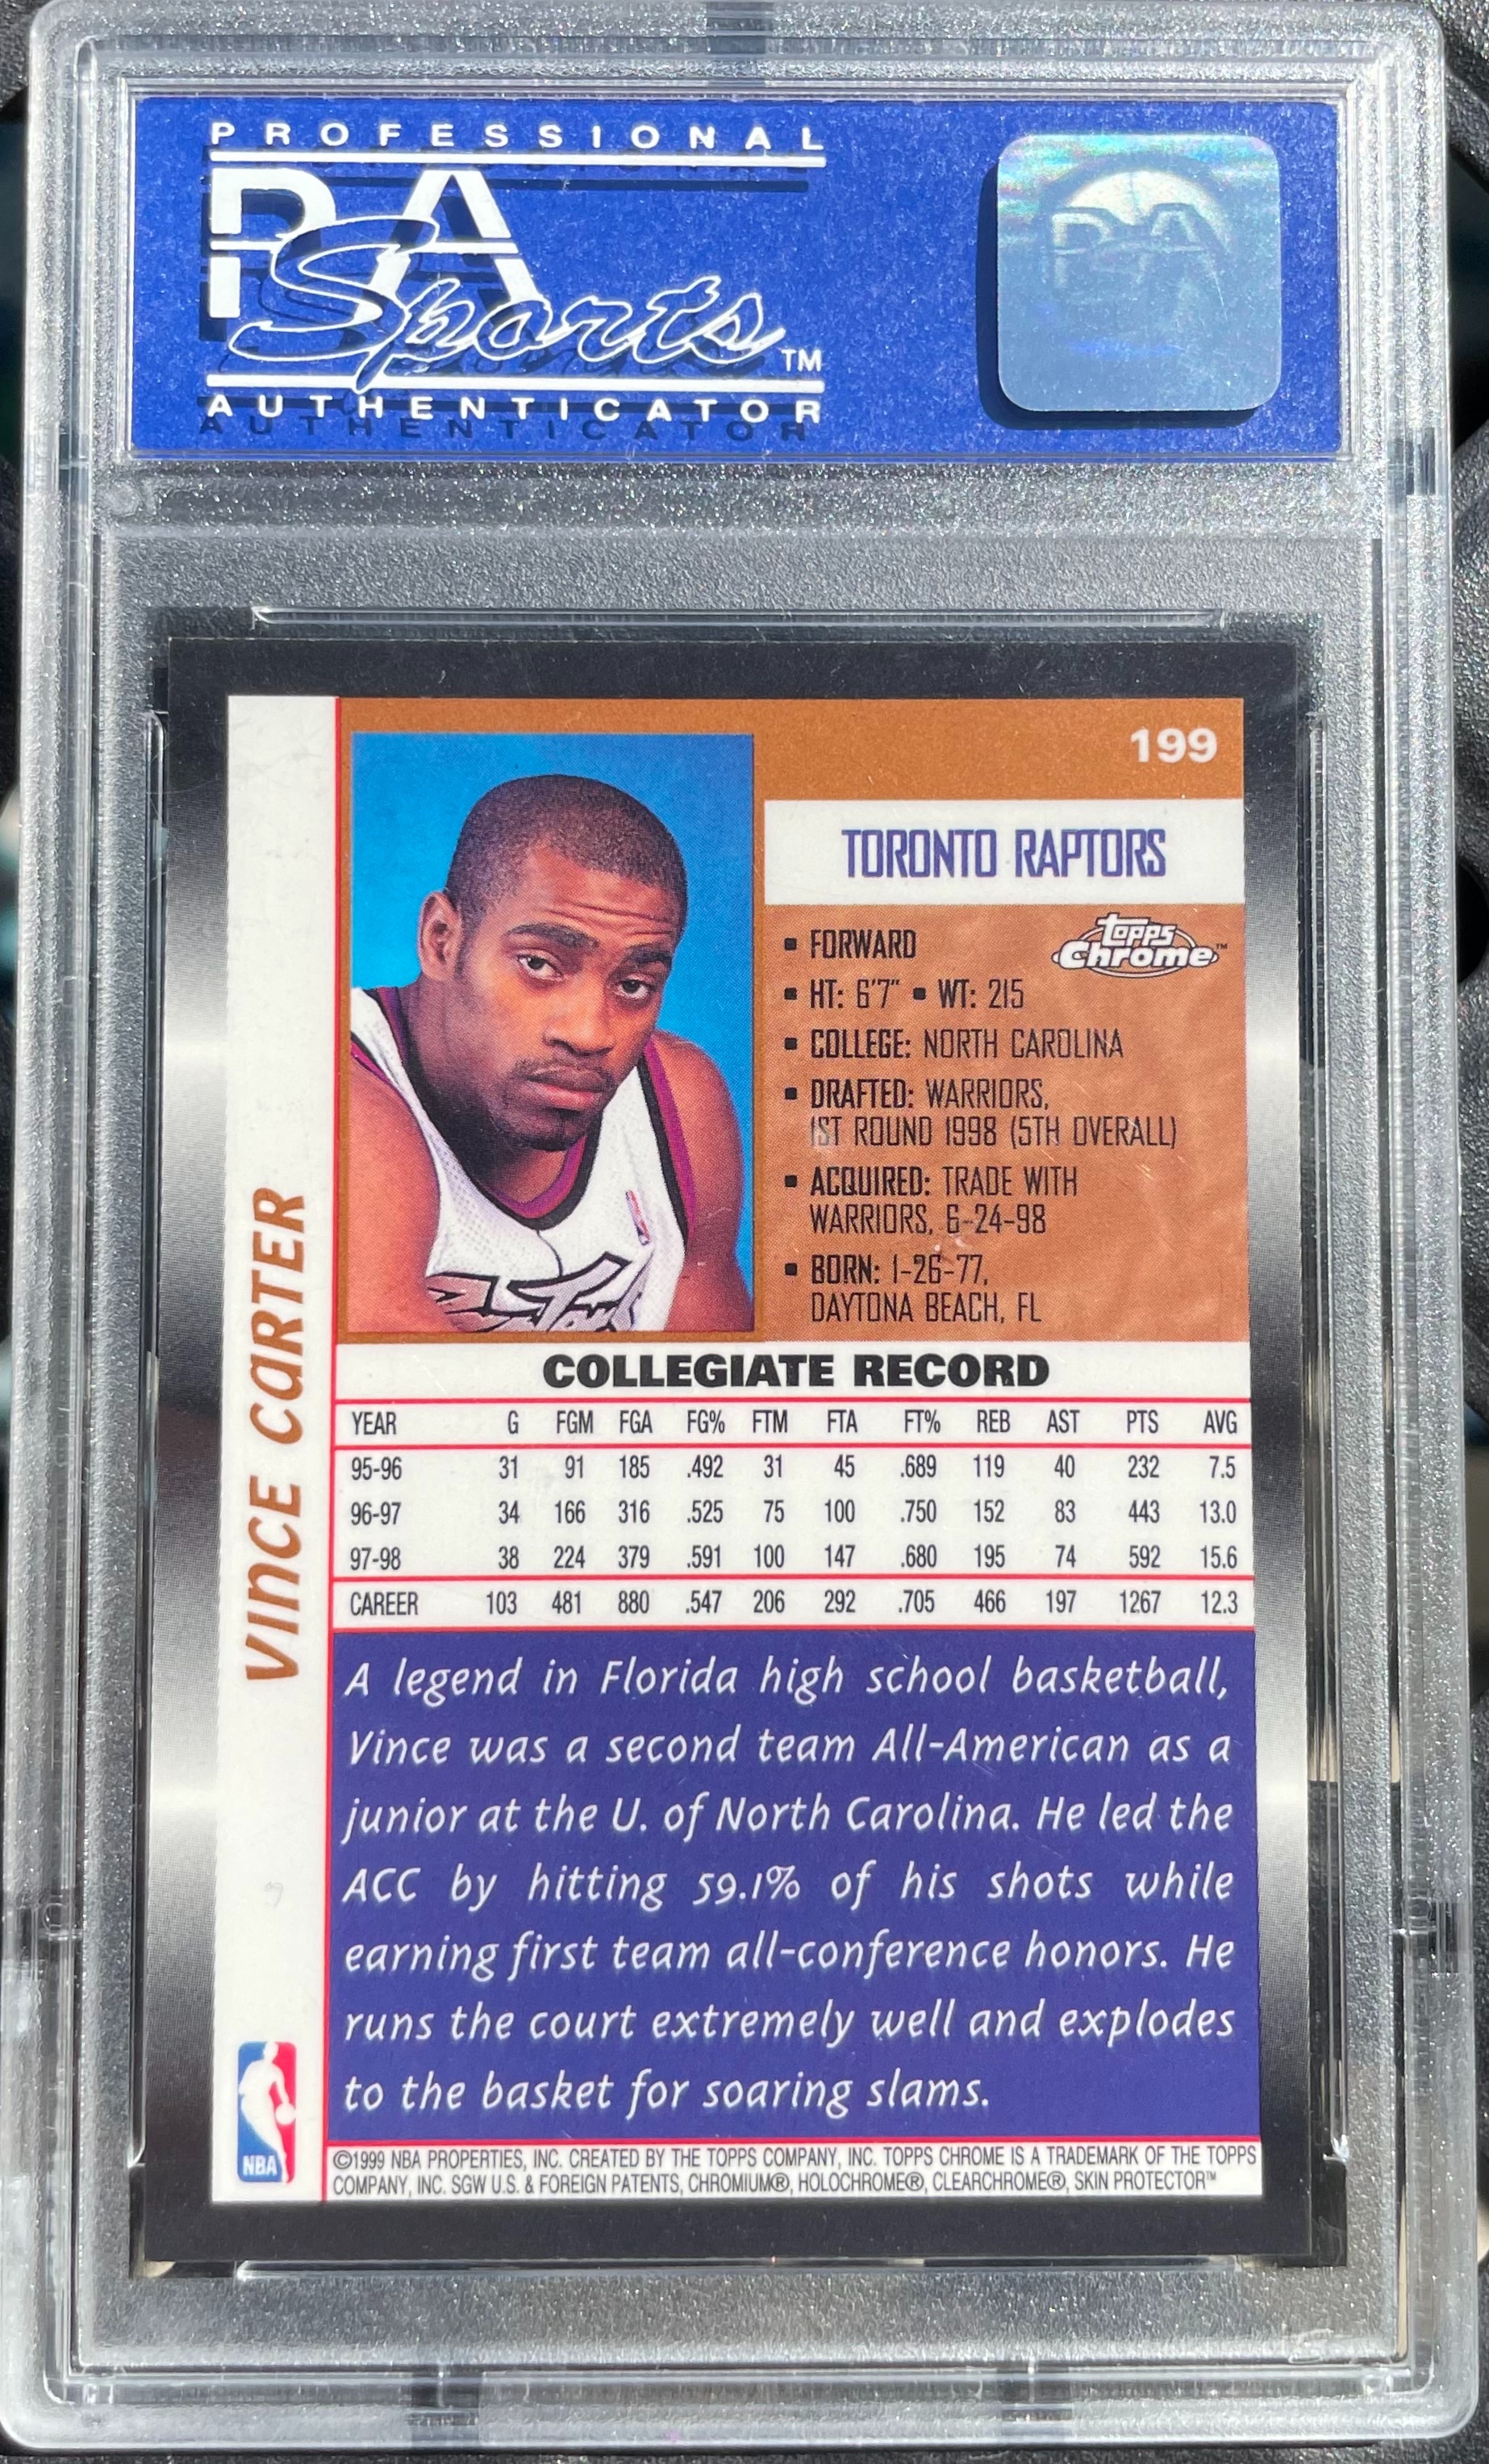 PROFESSIONAL
PSA
Sports™
AUTHENTICATOR
199
TORONTO RAPTORS
topps
Chrome™
▪ FORWARD
▪ HT: 6'7" ▪ WT: 215
▪ COLLEGE: NORTH CAROLINA
▪ DRAFTED: WARRIORS,
1ST ROUND 1998 (5TH OVERALL)
▪ ACQUIRED: TRADE WITH
WARRIORS, 6-24-98
▪ BORN: 1-26-77,
DAYTONA BEACH, FL
VINCE CARTER
COLLEGIATE RECORD
YEAR G FGM FGA FG% FTM FTA FT% REB AST PTS AVG
95-96 31 91 185 .492 31 45 .689 119 40 232 7.5
96-97 34 166 316 .525 75 100 .750 152 83 443 13.0
97-98 38 224 379 .591 100 147 .680 195 74 592 15.6
CAREER 103 481 880 .547 206 292 .705 466 197 1267 12.3
A legend in Florida high school basketball,
Vince was a second team All-American as a
junior at the U. of North Carolina. He led the
ACC by hitting 59.1% of his shots while
earning first team all-conference honors. He
runs the court extremely well and explodes
to the basket for soaring slams.
NBA
©1999 NBA PROPERTIES, INC. CREATED BY THE TOPPS COMPANY, INC. TOPPS CHROME IS A TRADEMARK OF THE TOPPS
COMPANY, INC. SGW U.S. & FOREIGN PATENTS, CHROMIUM®, HOLOCHROME®, CLEARCHROME®, SKIN PROTECTOR™